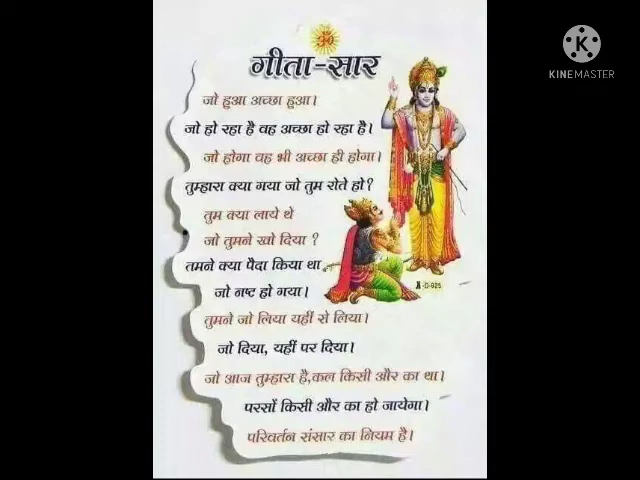 ॐ
गीता-सार
जो हुआ अच्छा हुआ।
जो हो रहा है वह अच्छा हो रहा है।
जो होगा वह भी अच्छा ही होगा।
तुम्हारा क्या गया जो तुम रोते हो?
तुम क्या लाये थे
जो तुमने खो दिया ?
तमने क्या पैदा किया था
जो नष्ट हो गया।
तुमने जो लिया यहीं से लिया।
जो दिया, यहीं पर दिया।
जो आज तुम्हारा है,कल किसी और का था।
परसों किसी और का हो जायेगा।
परिवर्तन संसार का नियम है।
A -D-925
KINEMASTER